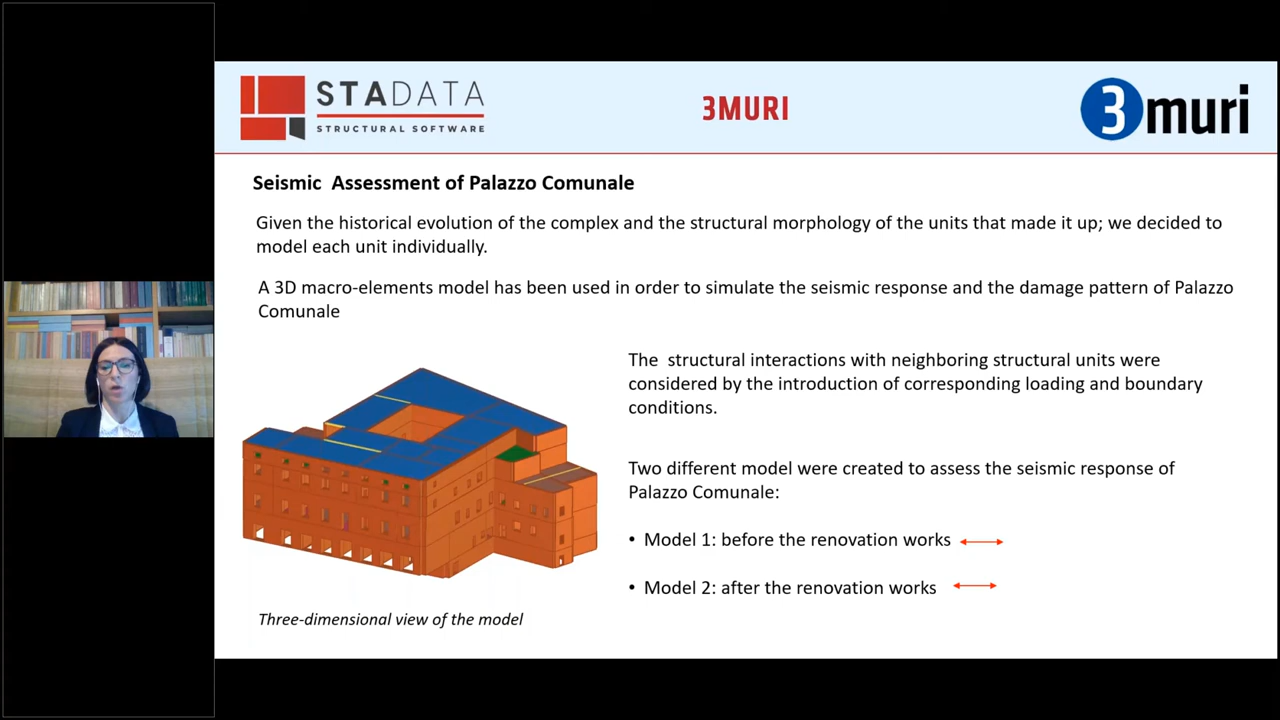 STADATA
STRUCTURAL SOFTWARE
3MURI
3muri
Seismic Assessment of Palazzo Comunale
Given the historical evolution of the complex and the structural morphology of the units that made it up; we decided to
model each unit individually.
A 3D macro-elements model has been used in order to simulate the seismic response and the damage pattern of Palazzo
Comunale
The structural interactions with neighboring structural units were
considered by the introduction of corresponding loading and boundary
conditions.
Two different model were created to assess the seismic response of
Palazzo Comunale:
• Model 1: before the renovation works
• Model 2: after the renovation works
Three-dimensional view of the model